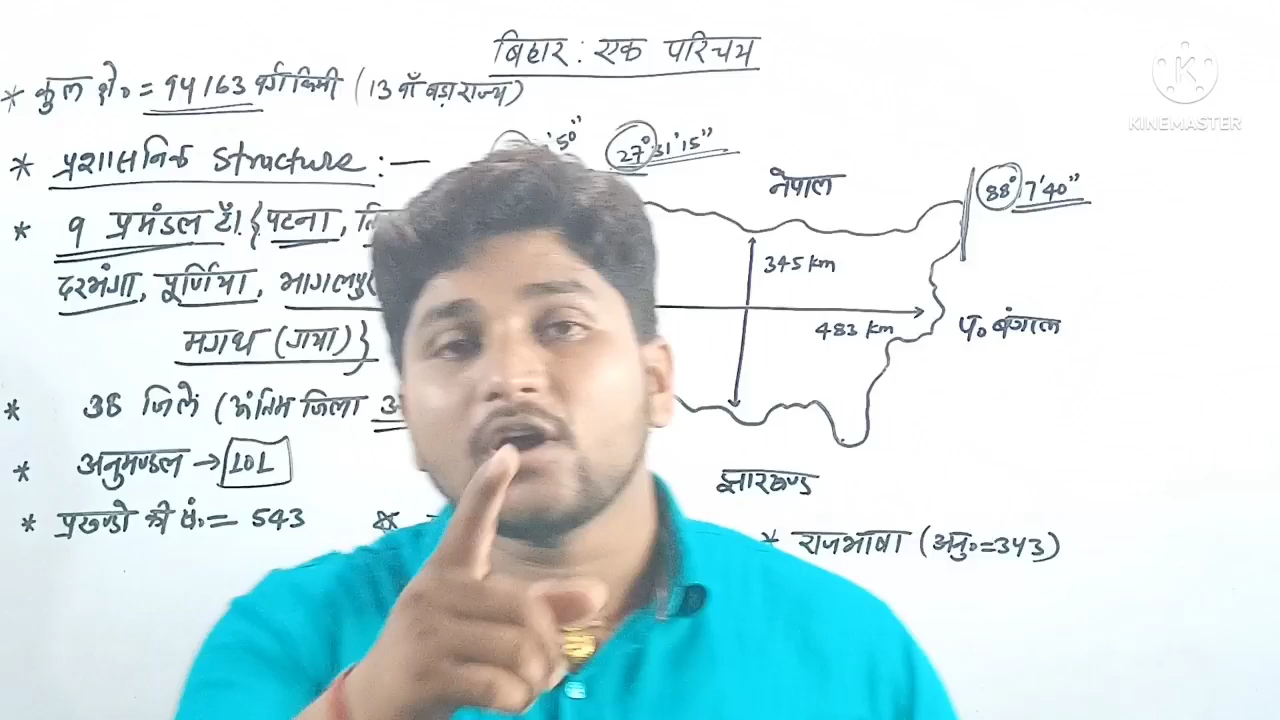 बिहार : एक परिचय
* कुल क्षे० = 94163 वर्ग किमी (13 वाँ बड़ा राज्य)
* प्रशासनिक Structure : —
* 9 प्रमंडल हैं। {पटना,
दरभंगा, पूर्णिया, भागलपु
मगध (गया)}
* 38 जिले (अंतिम जिला
* अनुमण्डल → 101
* प्रखण्डो की सं० = 543
* राजभाषा (अनु० = 343)
27° 31' 15"
88° 7' 40"
नेपाल
345 km
483 km
प० बंगाल
झारखण्ड
KINEMASTER